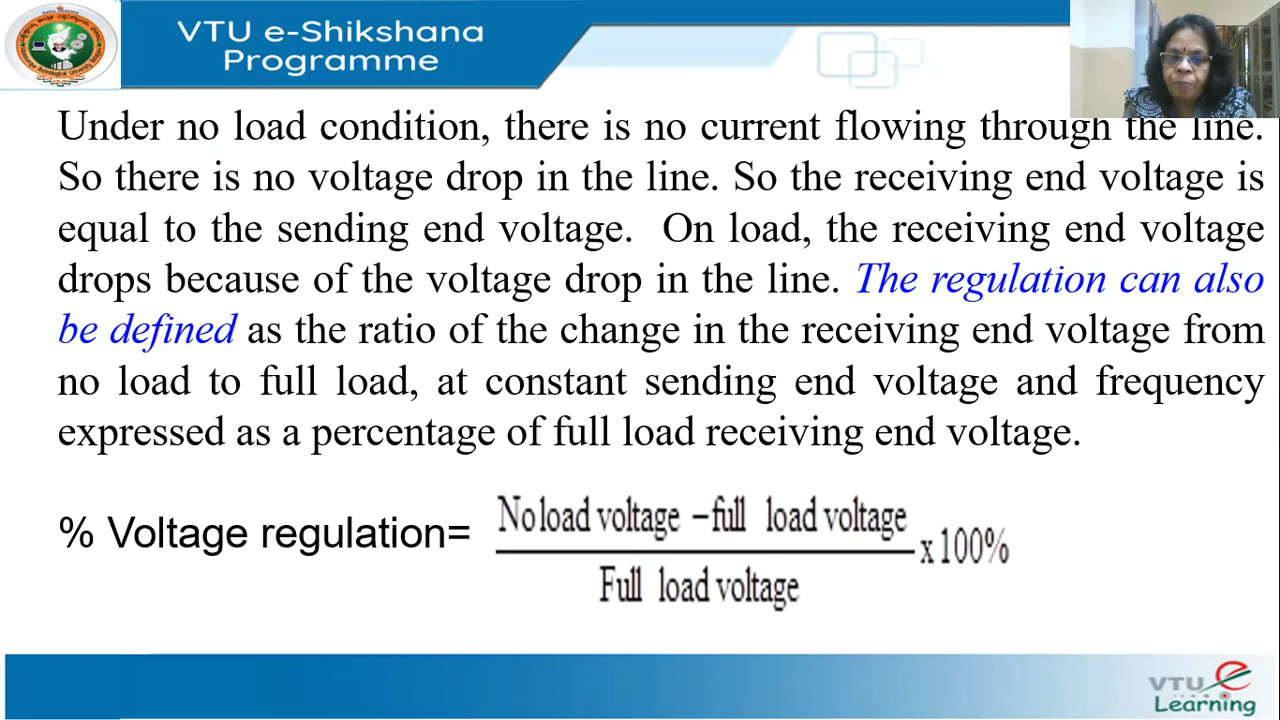 VTU e-Shikshana
Programme
Under no load condition, there is no current flowing through the line.
So there is no voltage drop in the line. So the receiving end voltage is
equal to the sending end voltage. On load, the receiving end voltage
drops because of the voltage drop in the line. The regulation can also
be defined as the ratio of the change in the receiving end voltage from
no load to full load, at constant sending end voltage and frequency
expressed as a percentage of full load receiving end voltage.
% Voltage regulation=
No load voltage – full load voltage
Full load voltage
x 100%
VTU e
Learning